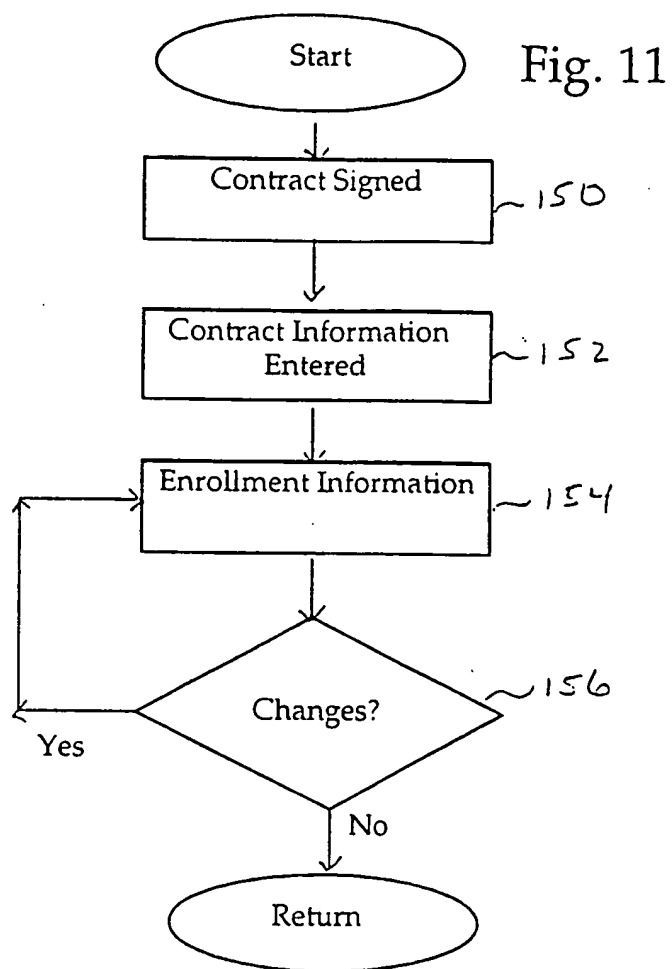 Start
Fig. 11
Contract Signed
150
Contract Information
Entered
152
Enrollment Information
154
Changes?
156
Yes
No
Return